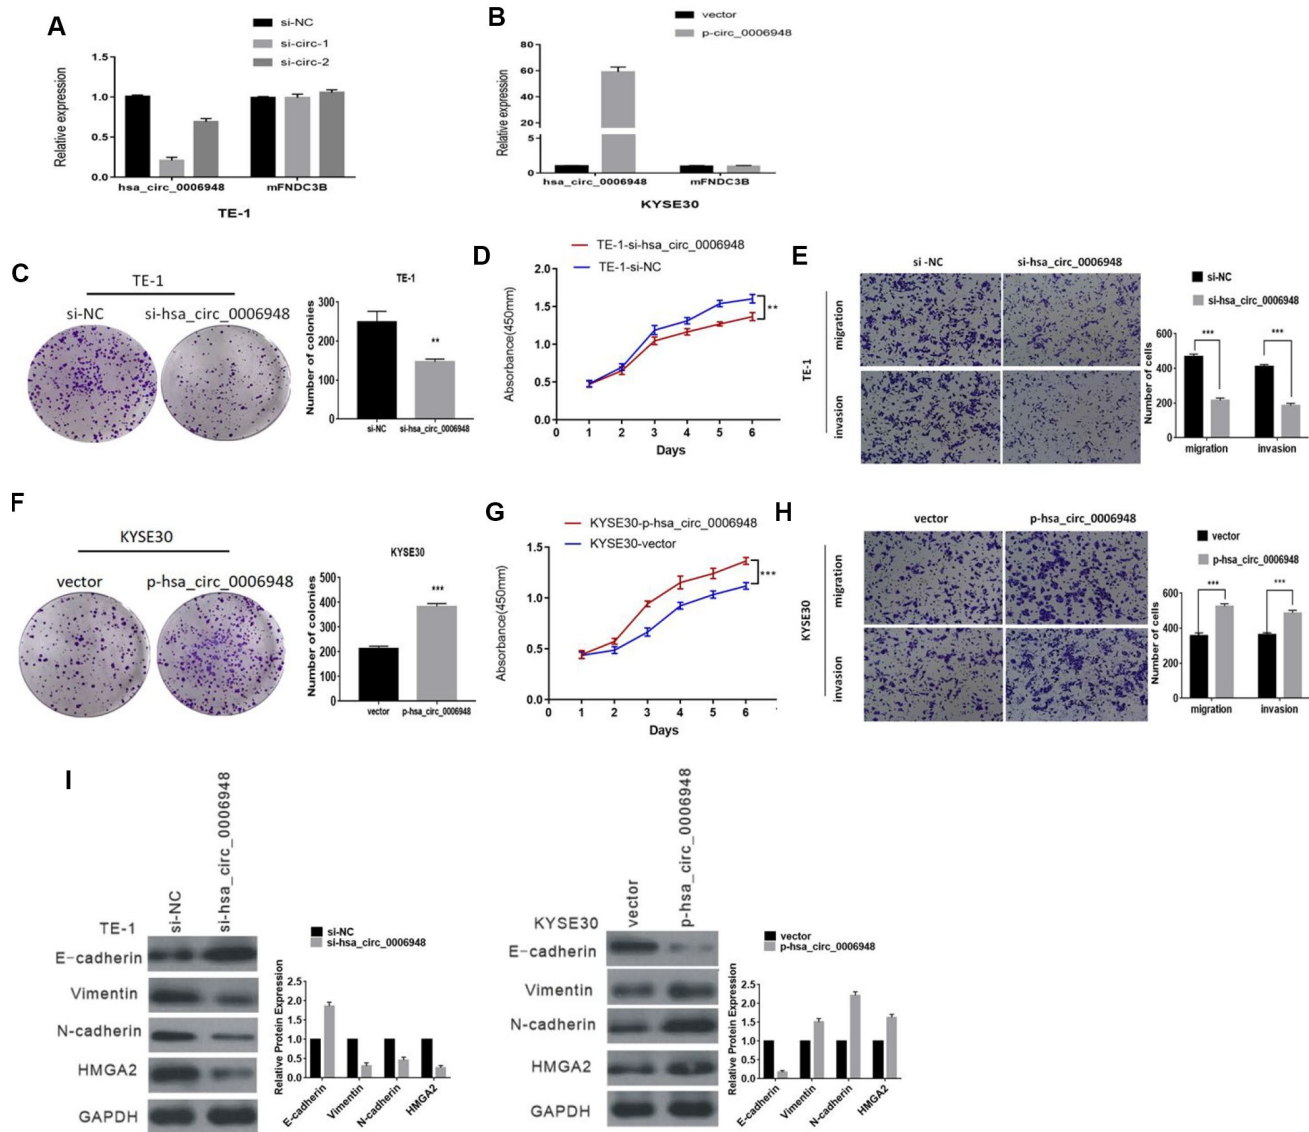 A
si-NC
si-circ-1
si-circ-2
Relative expression
1.5
1.0
0.5
0.0
hsa_circ_0006948
mFNDC3B
TE-1
B
vector
p-circ_0006948
Relative expression
80
60
40
20
5
0
hsa_circ_0006948
mFNDC3B
KYSE30
C
TE-1
si-NC
si-hsa_circ_0006948
TE-1
Number of colonies
300
200
100
0
**
si-NC
si-hsa_circ_0006948
D
TE-1-si-hsa_circ_0006948
TE-1-si-NC
Absorbance(450mm)
2.0
1.5
1.0
0.5
0.0
**
0 1 2 3 4 5 6
Days
E
si -NC
si-hsa_circ_0006948
TE-1
migration
invasion
si-NC
si-hsa_circ_0006948
Number of cells
600
400
200
0
***
***
migration
invasion
F
KYSE30
vector
p-hsa_circ_0006948
KYSE30
Number of colonies
500
400
300
200
100
0
***
vector
p-hsa_circ_0006948
G
KYSE30-p-hsa_circ_0006948
KYSE30-vector
Absorbance(450mm)
1.5
1.0
0.5
0.0
***
0 1 2 3 4 5 6
Days
H
vector
p-hsa_circ_0006948
KYSE30
migration
invasion
vector
p-hsa_circ_0006948
Number of cells
600
400
200
0
***
***
migration
invasion
I
TE-1
si-NC
si-hsa_circ_0006948
E-cadherin
Vimentin
N-cadherin
HMGA2
GAPDH
si-NC
si-hsa_circ_0006948
Relative Protein Expression
2.5
2.0
1.5
1.0
0.5
0.0
E-cadherin
Vimentin
N-cadherin
HMGA2
KYSE30
vector
p-hsa_circ_0006948
E-cadherin
Vimentin
N-cadherin
HMGA2
GAPDH
vector
p-hsa_circ_0006948
Relative Protein Expression
2.5
2.0
1.5
1.0
0.5
0.0
E-cadherin
Vimentin
N-cadherin
HMGA2